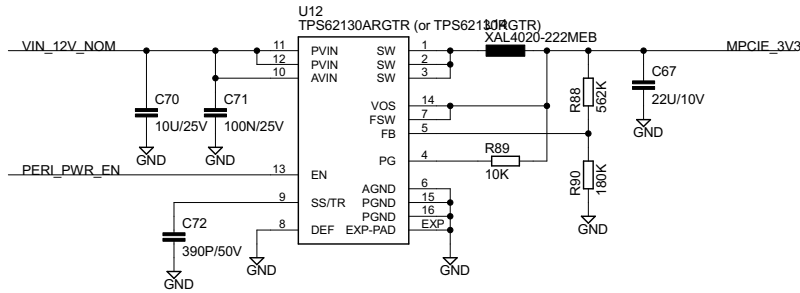 U12
TPS62130ARGTR (or TPS62130RGTR)
L14
XAL4020-222MEB
VIN_12V_NOM
MPCIE_3V3
11 PVIN SW 1
12 PVIN SW 2
10 AVIN SW 3
C70
10U/25V
C71
100N/25V
VOS 14
FSW 7
FB 5
R88
562K
C67
22U/10V
GND
GND
GND
PERI_PWR_EN
13 EN
PG 4
R89
10K
R90
180K
9 SS/TR
AGND 6
PGND 15
PGND 16
8 DEF
EXP-PAD EXP
C72
390P/50V
GND
GND
GND
GND